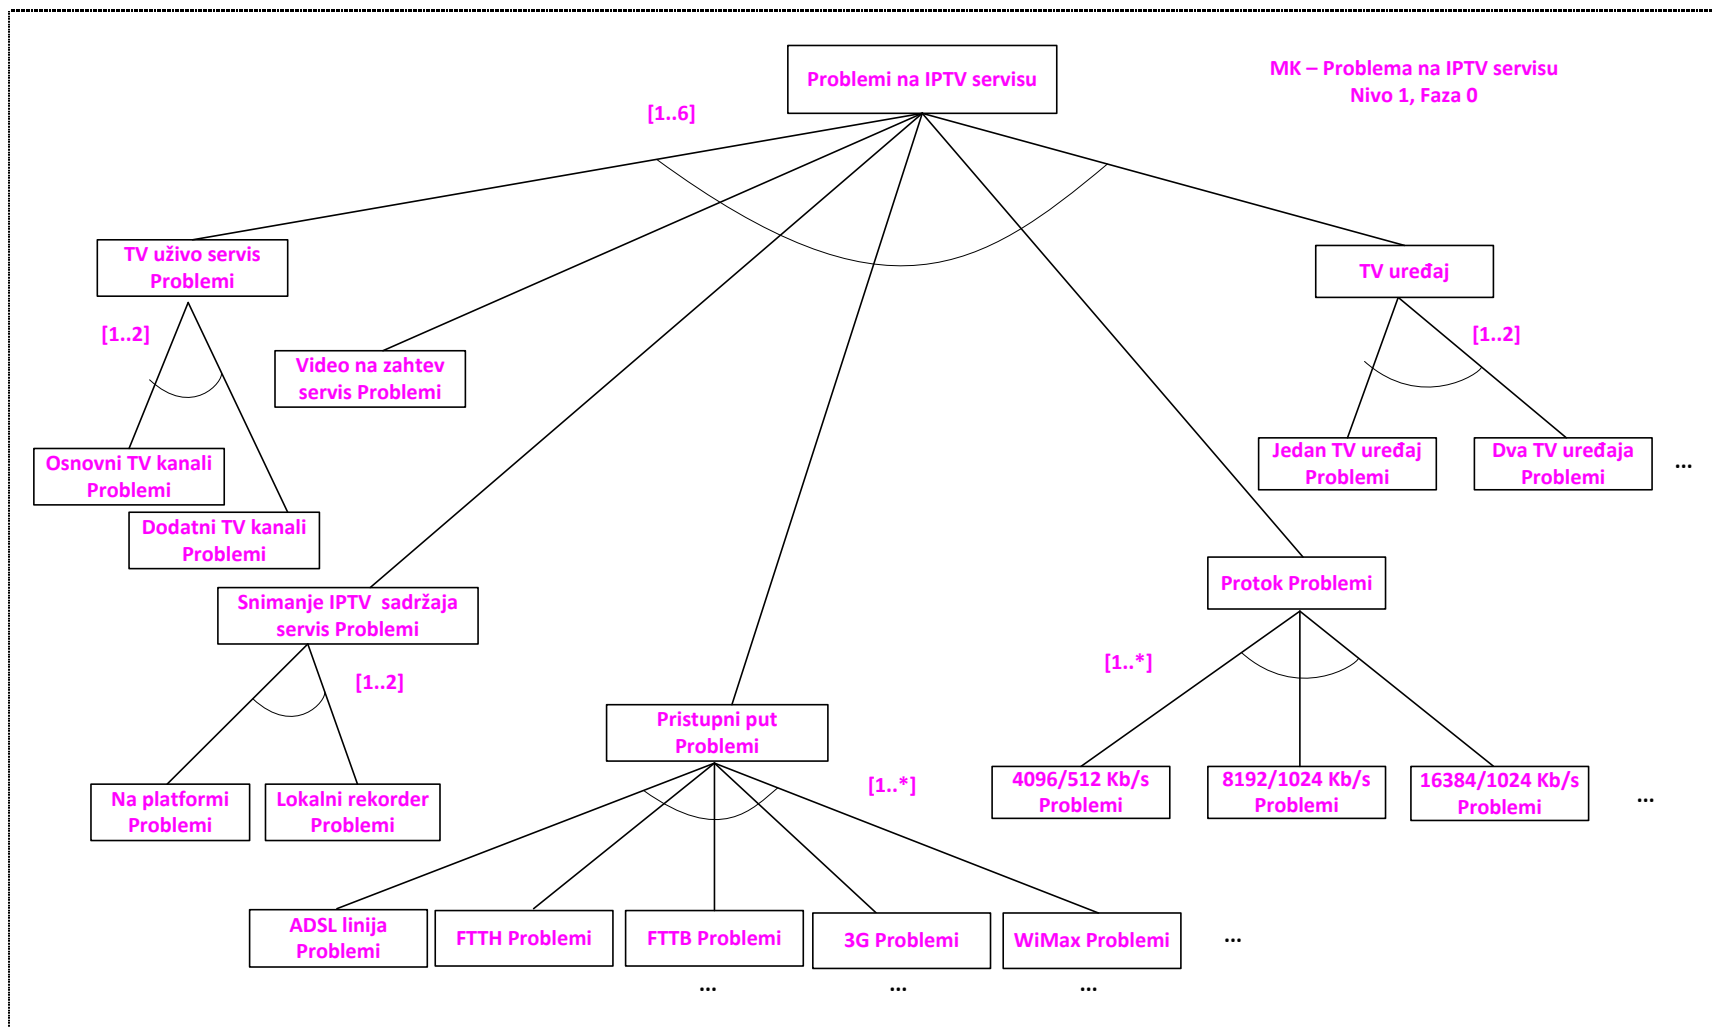 Problemi na IPTV servisu
MK – Problema na IPTV servisu
Nivo 1, Faza 0
[1..6]
TV uživo servis
Problemi
TV uređaj
[1..2]
[1..2]
Video na zahtev
servis Problemi
Osnovni TV kanali
Problemi
Jedan TV uređaj
Problemi
Dva TV uređaja
Problemi
...
Dodatni TV kanali
Problemi
Snimanje IPTV  sadržaja
servis Problemi
Protok Problemi
[1..2]
[1..*]
Pristupni put
Problemi
[1..*]
Na platformi
Problemi
Lokalni rekorder
Problemi
4096/512 Kb/s
Problemi
8192/1024 Kb/s
Problemi
16384/1024 Kb/s
Problemi
...
ADSL linija
Problemi
FTTH Problemi
FTTB Problemi
3G Problemi
WiMax Problemi
...
...
...
...